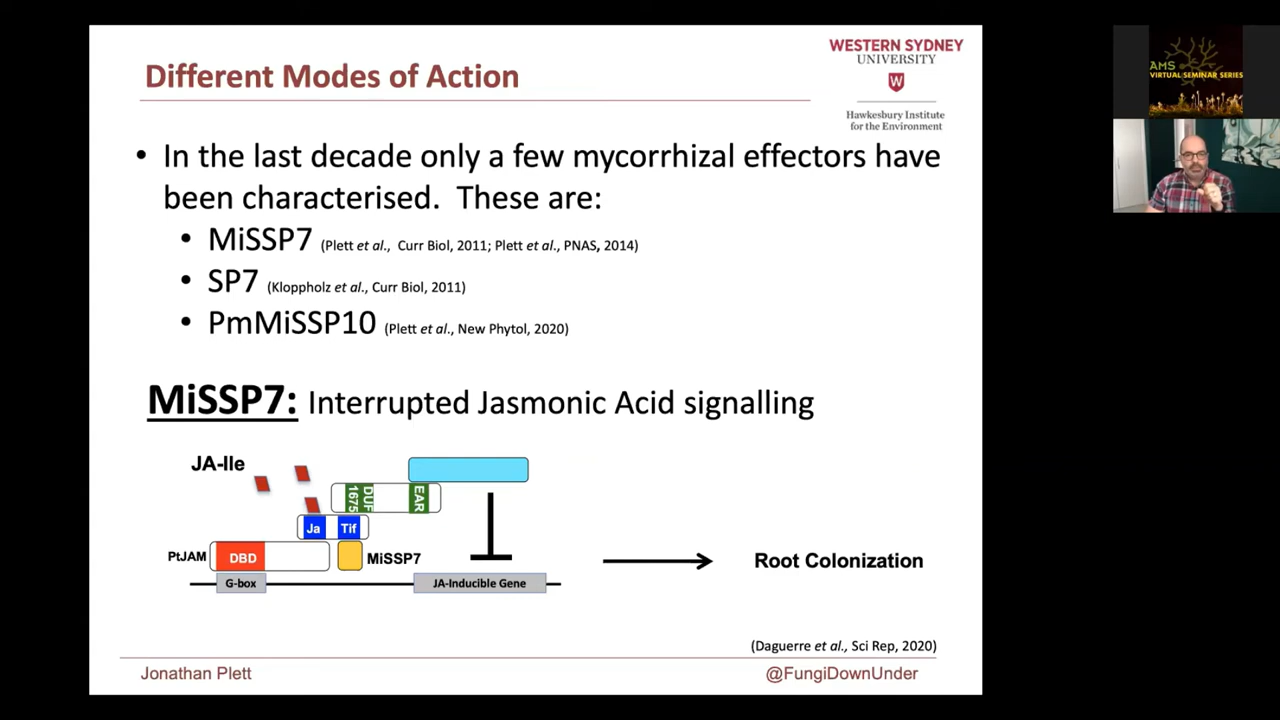 Different Modes of Action
WESTERN SYDNEY
UNIVERSITY
W
Hawkesbury Institute
for the Environment
AMS
VIRTUAL SEMINAR SERIES
• In the last decade only a few mycorrhizal effectors have
been characterised. These are:
• MiSSP7 (Plett et al., Curr Biol, 2011; Plett et al., PNAS, 2014)
• SP7 (Kloppholz et al., Curr Biol, 2011)
• PmMiSSP10 (Plett et al., New Phytol, 2020)
MiSSP7: Interrupted Jasmonic Acid signalling
JA-Ile
DUF
1675
EAR
Ja
Tif
PtJAM
DBD
MiSSP7
G-box
JA-Inducible Gene
Root Colonization
(Daguerre et al., Sci Rep, 2020)
Jonathan Plett
@FungiDownUnder